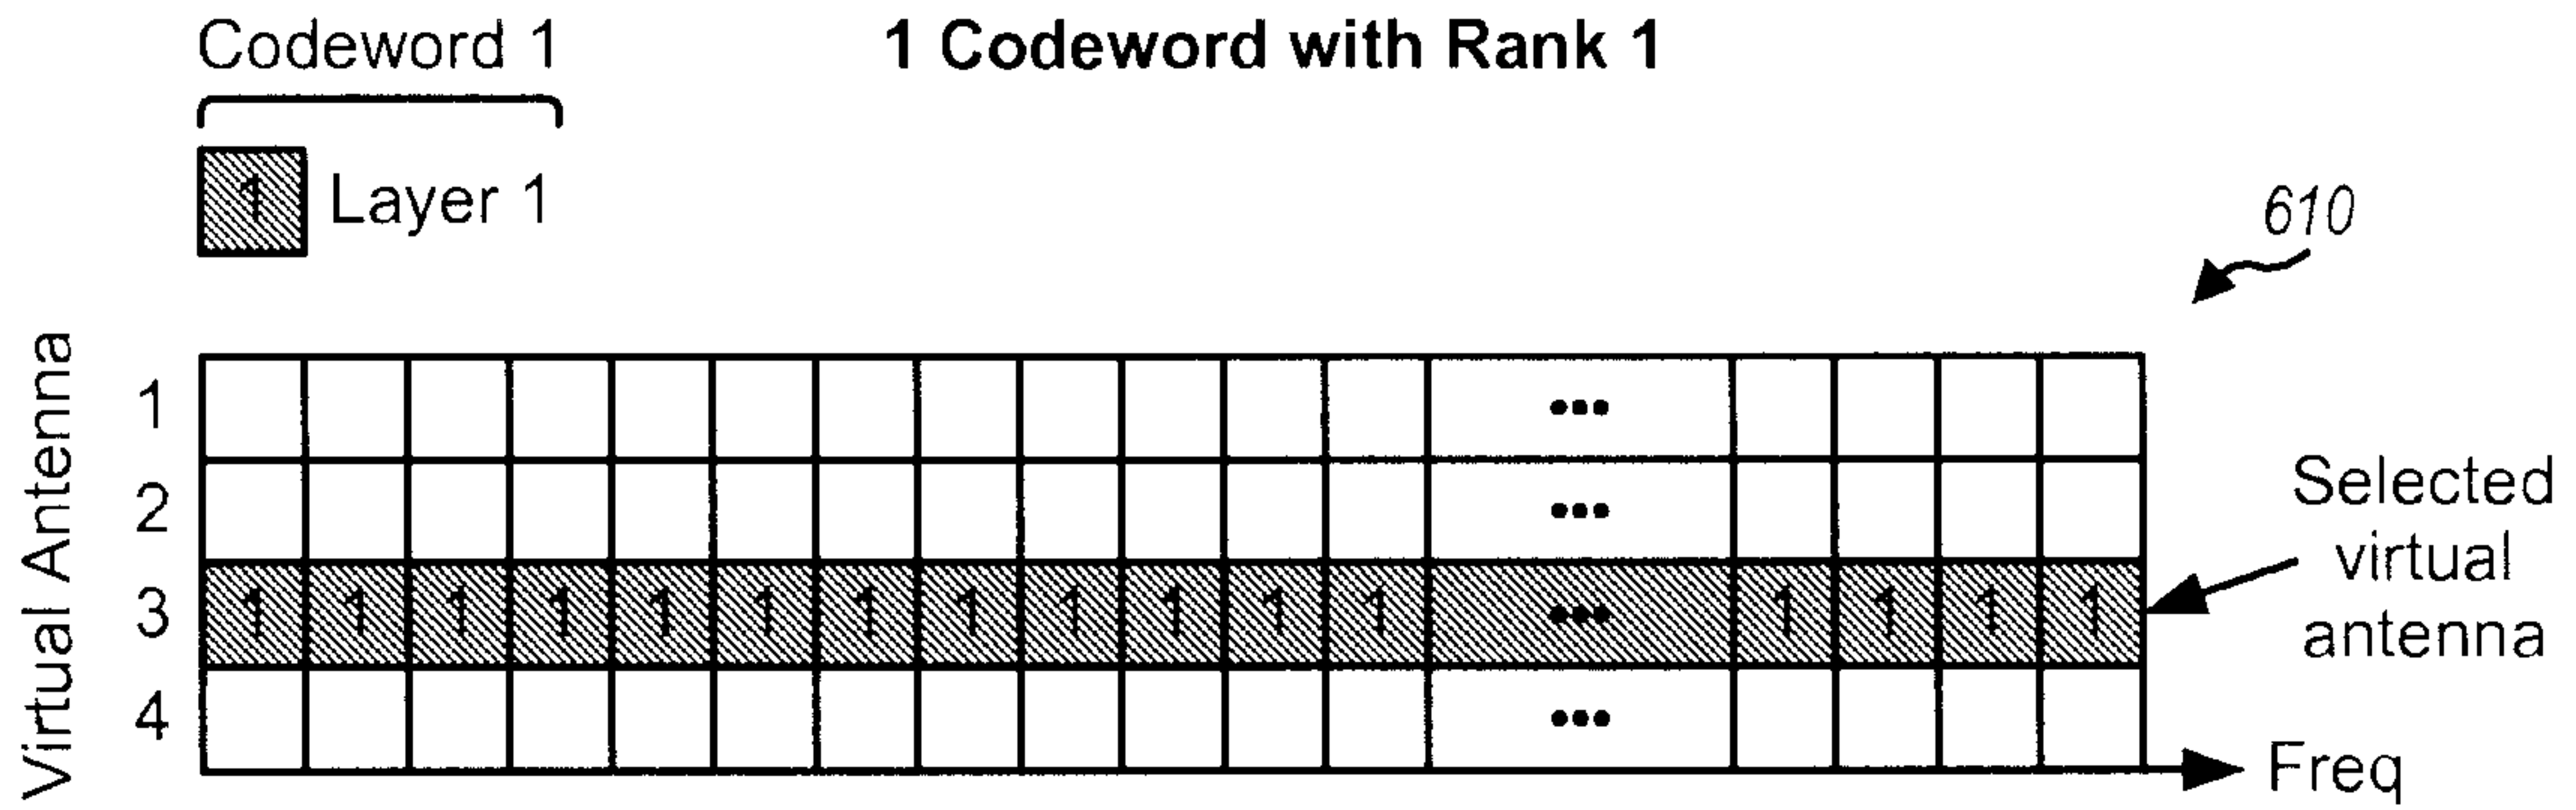 Codeword 1
1 Codeword with Rank 1
1 Layer 1
610
Virtual Antenna
1 •••
2 •••
3 1 1 1 1 1 1 1 1 1 1 1 1 ••• 1 1 1 1
4 •••
Selected
virtual
antenna
Freq